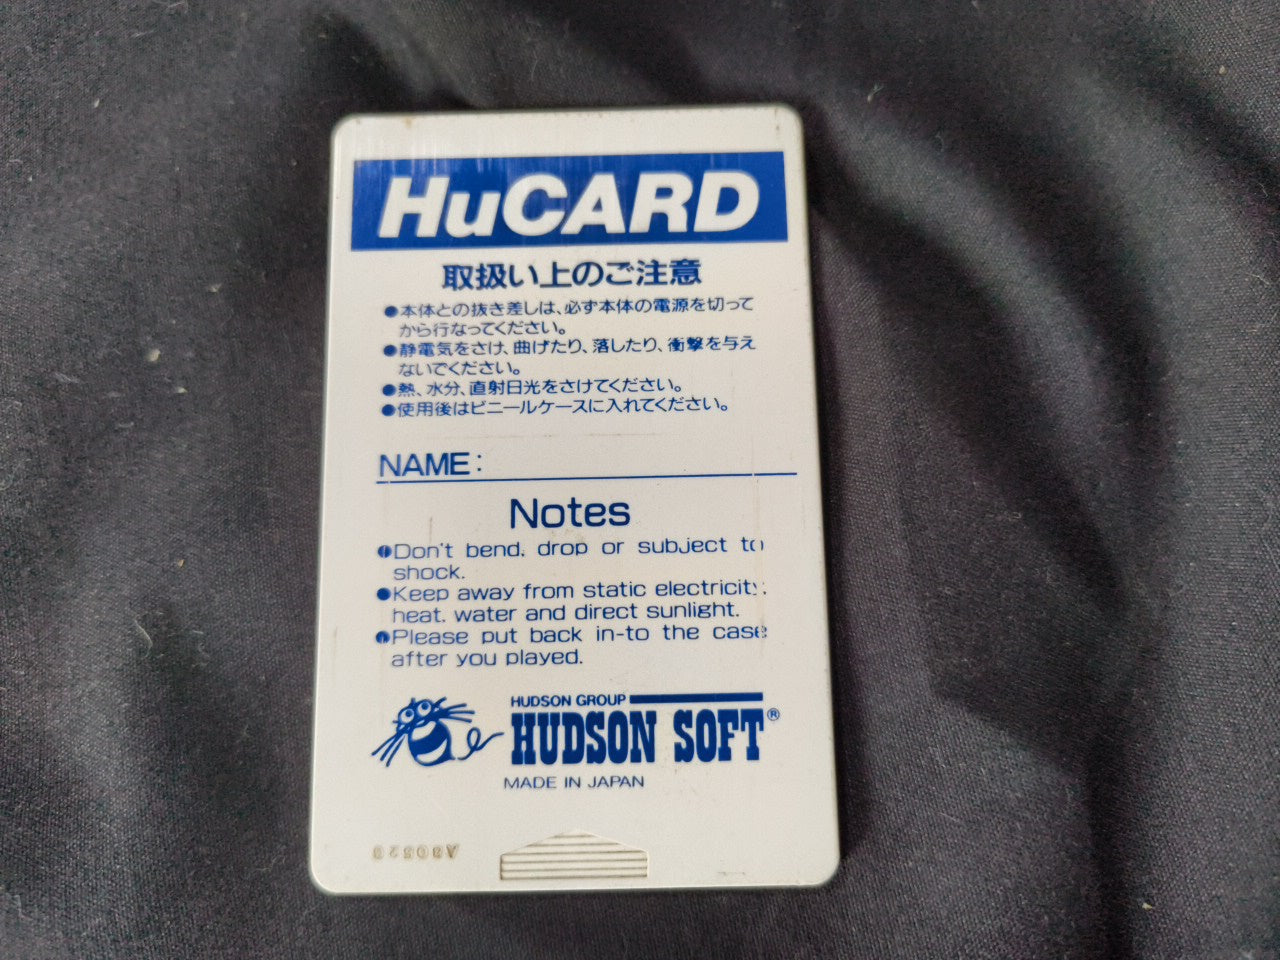 HuCARD
取扱い上のご注意
●本体との抜き差しは、必ず本体の電源を切って
から行なってください。
●静電気をさけ、曲げたり、落したり、衝撃を与え
ないでください。
●熱、水分、直射日光をさけてください。
●使用後はビニールケースに入れてください。
NAME:
Notes
●Don't bend, drop or subject to
shock.
●Keep away from static electricity,
heat, water and direct sunlight.
●Please put back in-to the case
after you played.
HUDSON GROUP
HUDSON SOFT®
MADE IN JAPAN